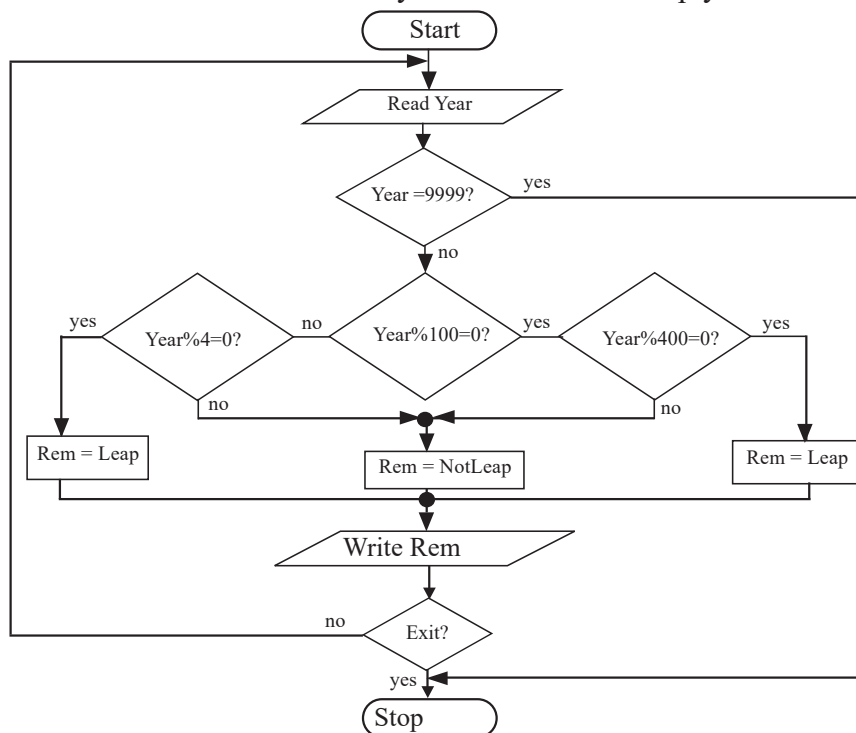 Start
Read Year
Year =9999?
yes
no
yes
Year%4=0?
no
Year%100=0?
yes
Year%400=0?
yes
no
no
Rem = Leap
Rem = NotLeap
Rem = Leap
Write Rem
no
Exit?
yes
Stop